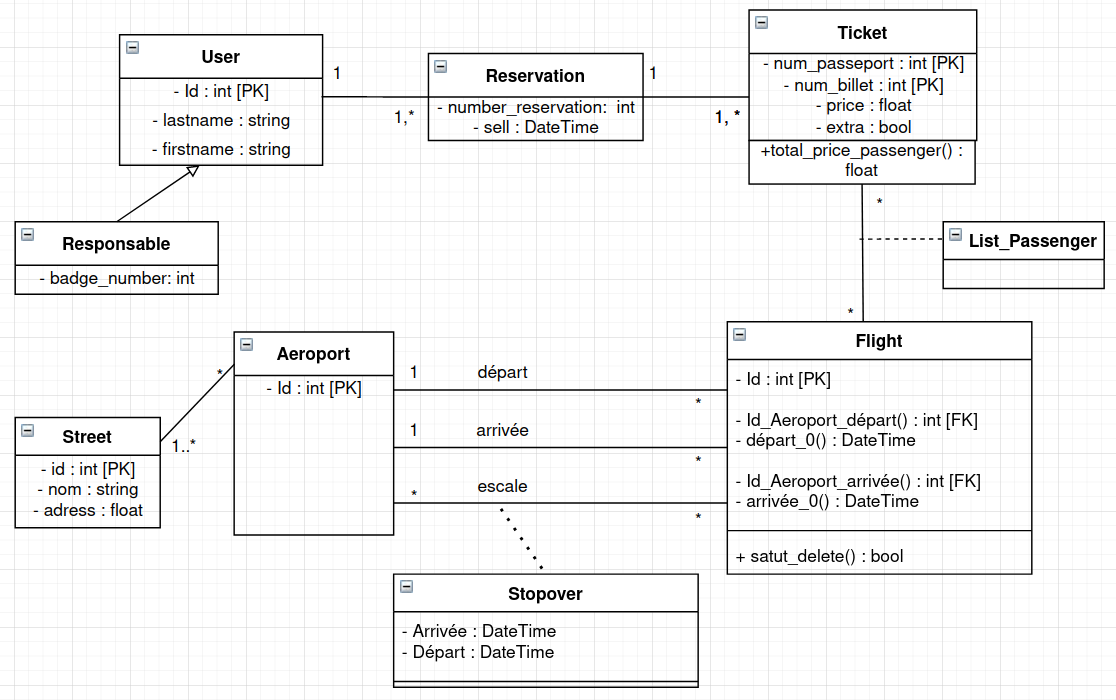 User
- Id : int [PK]
- lastname : string
- firstname : string
1
1,*
Reservation
- number_reservation:  int
- sell : DateTime
1
1, *
Ticket
- num_passeport : int [PK]
- num_billet : int [PK]
- price : float
- extra : bool
+total_price_passenger() :
float
*
List_Passenger
*
Responsable
- badge_number: int
Aeroport
- Id : int [PK]
*
1..*
Street
- id : int [PK]
- nom : string
- adress : float
1
départ
*
1
arrivée
*
*
escale
*
Flight
- Id : int [PK]
- Id_Aeroport_départ() : int [FK]
- départ_0() : DateTime
- Id_Aeroport_arrivée() : int [FK]
- arrivée_0() : DateTime
+ satut_delete() : bool
Stopover
- Arrivée : DateTime
- Départ : DateTime